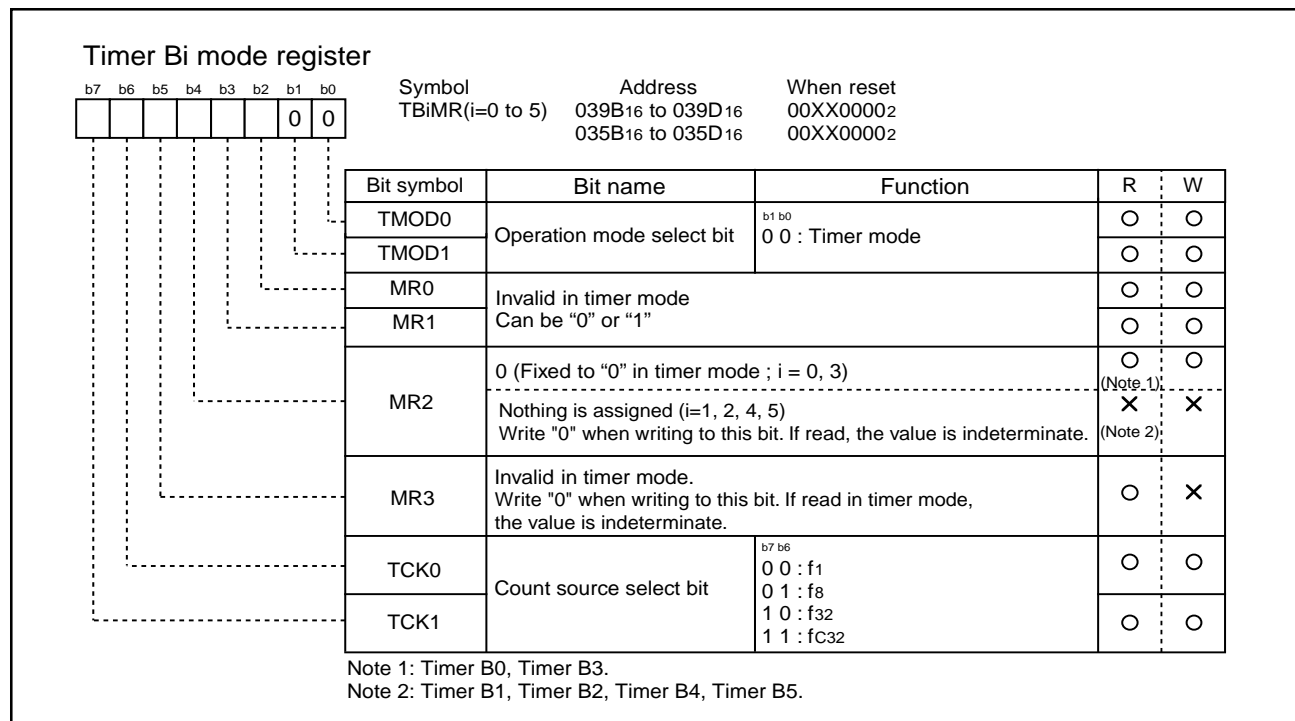 Timer Bi mode register
Symbol Address When reset
b7 b6 b5 b4 b3 b2 b1 b0
TBiMR(i=0 to 5) 039B16 to 039D16 00XX00002
0 0
035B16 to 035D16 00XX00002
Bit symbol Bit name Function R W
TMOD0
Operation mode select bit
b1 b0
0 0 : Timer mode
TMOD1
MR0
Invalid in timer mode
Can be “0” or “1”
MR1
MR2
0 (Fixed to “0” in timer mode ; i = 0, 3)
(Note 1)
Nothing is assigned (i=1, 2, 4, 5)
Write "0" when writing to this bit. If read, the value is indeterminate.
(Note 2)
MR3
Invalid in timer mode.
Write "0" when writing to this bit. If read in timer mode,
the value is indeterminate.
TCK0
Count source select bit
b7 b6
0 0 : f1
0 1 : f8
1 0 : f32
1 1 : fC32
TCK1
Note 1: Timer B0, Timer B3.
Note 2: Timer B1, Timer B2, Timer B4, Timer B5.